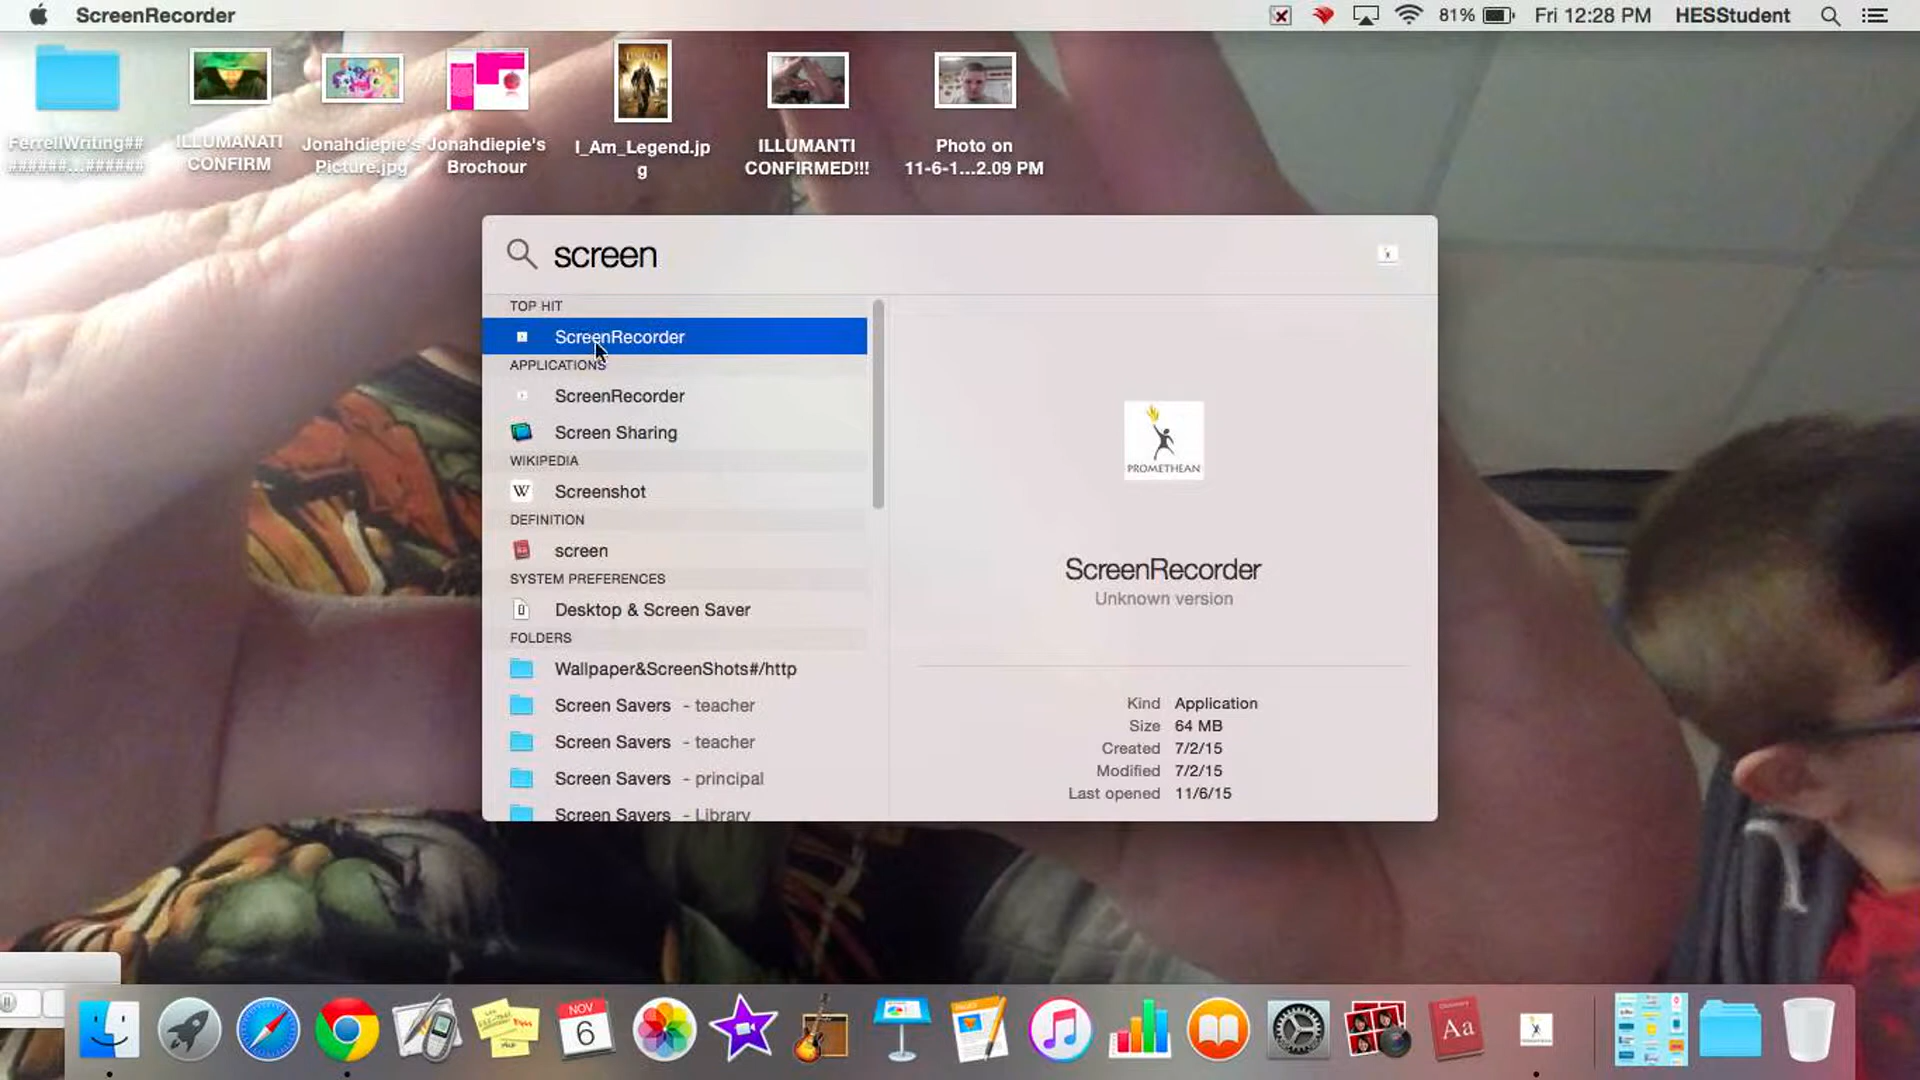 ScreenRecorder
81%
Fri 12:28 PM
HESStudent
FerrellWriting##
######...######
ILLUMANATI
CONFIRM
Jonahdiepie's
Picture.jpg
Jonahdiepie's
Brochour
I_Am_Legend.jp
g
ILLUMANTI
CONFIRMED!!!
Photo on
11-6-1...2.09 PM
screen
TOP HIT
ScreenRecorder
APPLICATIONS
ScreenRecorder
Screen Sharing
WIKIPEDIA
W Screenshot
DEFINITION
screen
SYSTEM PREFERENCES
Desktop & Screen Saver
FOLDERS
Wallpaper&ScreenShots#/http
Screen Savers - teacher
Screen Savers - teacher
Screen Savers - principal
Screen Savers - Library
PROMETHEAN
ScreenRecorder
Unknown version
Kind Application
Size 64 MB
Created 7/2/15
Modified 7/2/15
Last opened 11/6/15
NOV
6
Aa